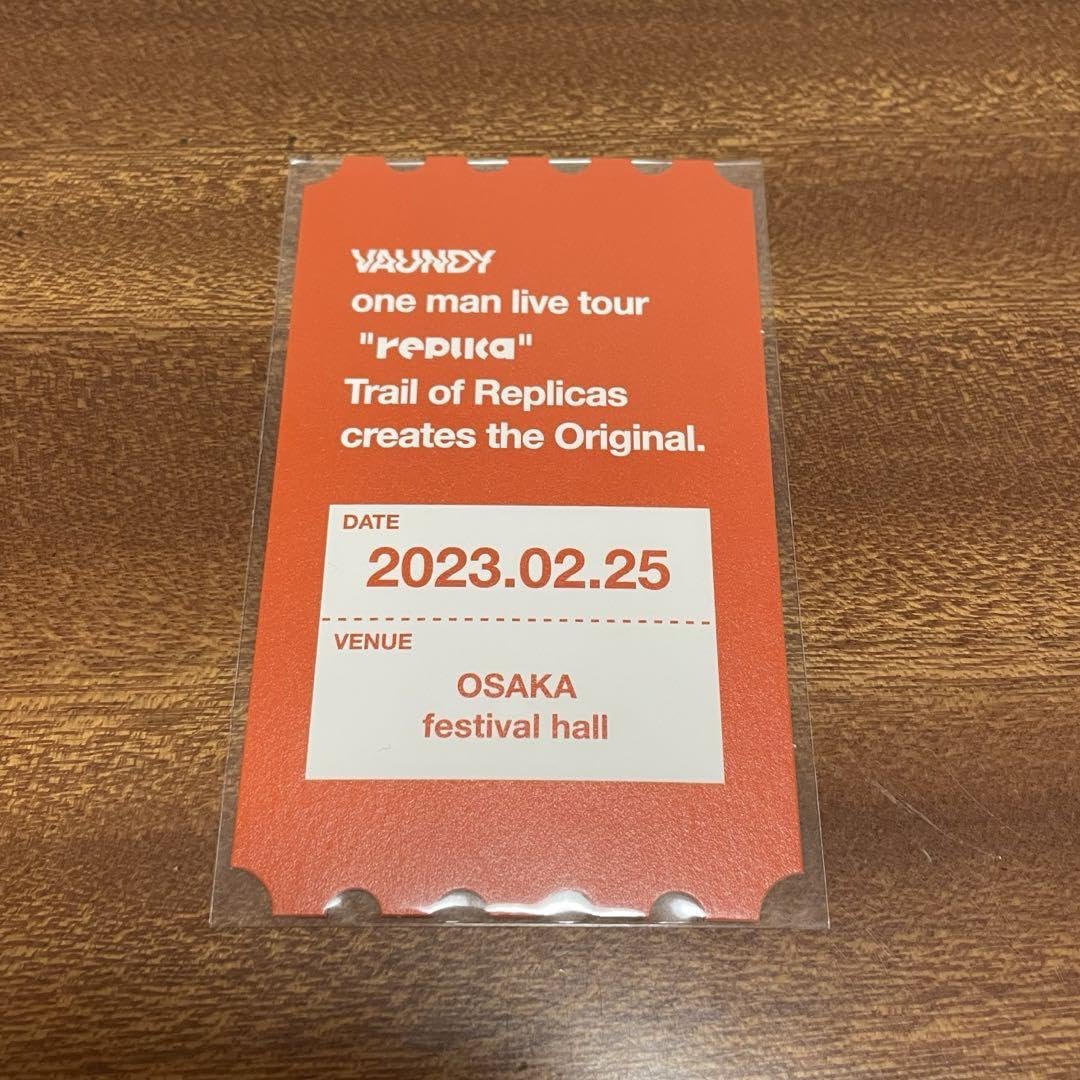 VAUNDY
one man live tour
"replica"
Trail of Replicas
creates the Original.
DATE
2023.02.25
VENUE
OSAKA
festival hall